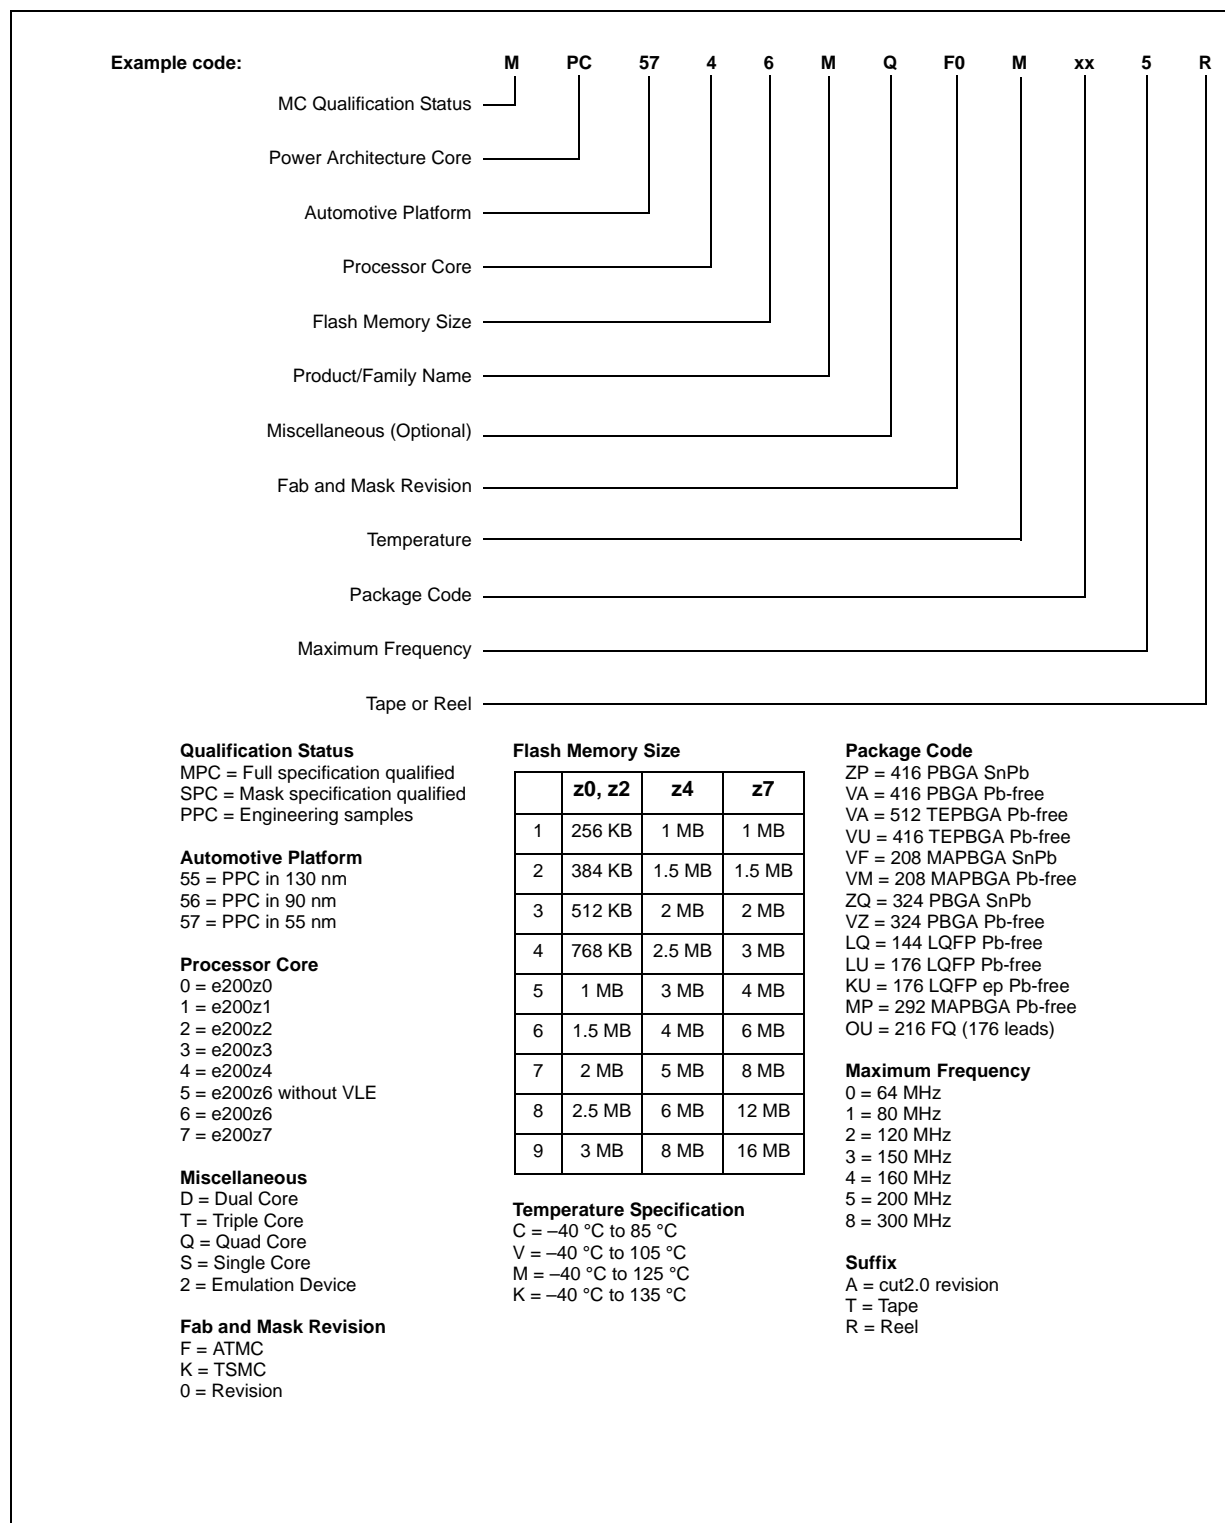 Example code: M PC 57 4 6 M Q F0 M xx 5 R
MC Qualification Status
Power Architecture Core
Automotive Platform
Processor Core
Flash Memory Size
Product/Family Name
Miscellaneous (Optional)
Fab and Mask Revision
Temperature
Package Code
Maximum Frequency
Tape or Reel
Qualification Status
MPC = Full specification qualified
SPC = Mask specification qualified
PPC = Engineering samples
Automotive Platform
55 = PPC in 130 nm
56 = PPC in 90 nm
57 = PPC in 55 nm
Processor Core
0 = e200z0
1 = e200z1
2 = e200z2
3 = e200z3
4 = e200z4
5 = e200z6 without VLE
6 = e200z6
7 = e200z7
Miscellaneous
D = Dual Core
T = Triple Core
Q = Quad Core
S = Single Core
2 = Emulation Device
Fab and Mask Revision
F = ATMC
K = TSMC
0 = Revision
Flash Memory Size
z0, z2 z4 z7
1 256 KB 1 MB 1 MB
2 384 KB 1.5 MB 1.5 MB
3 512 KB 2 MB 2 MB
4 768 KB 2.5 MB 3 MB
5 1 MB 3 MB 4 MB
6 1.5 MB 4 MB 6 MB
7 2 MB 5 MB 8 MB
8 2.5 MB 6 MB 12 MB
9 3 MB 8 MB 16 MB
Temperature Specification
C = –40 °C to 85 °C
V = –40 °C to 105 °C
M = –40 °C to 125 °C
K = –40 °C to 135 °C
Package Code
ZP = 416 PBGA SnPb
VA = 416 PBGA Pb-free
VA = 512 TEPBGA Pb-free
VU = 416 TEPBGA Pb-free
VF = 208 MAPBGA SnPb
VM = 208 MAPBGA Pb-free
ZQ = 324 PBGA SnPb
VZ = 324 PBGA Pb-free
LQ = 144 LQFP Pb-free
LU = 176 LQFP Pb-free
KU = 176 LQFP ep Pb-free
MP = 292 MAPBGA Pb-free
OU = 216 FQ (176 leads)
Maximum Frequency
0 = 64 MHz
1 = 80 MHz
2 = 120 MHz
3 = 150 MHz
4 = 160 MHz
5 = 200 MHz
8 = 300 MHz
Suffix
A = cut2.0 revision
T = Tape
R = Reel